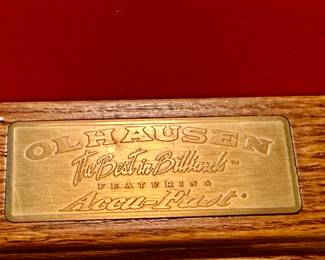 OLHAUSEN
The Best in Billiards™
FEATURING
Accu-Fast®